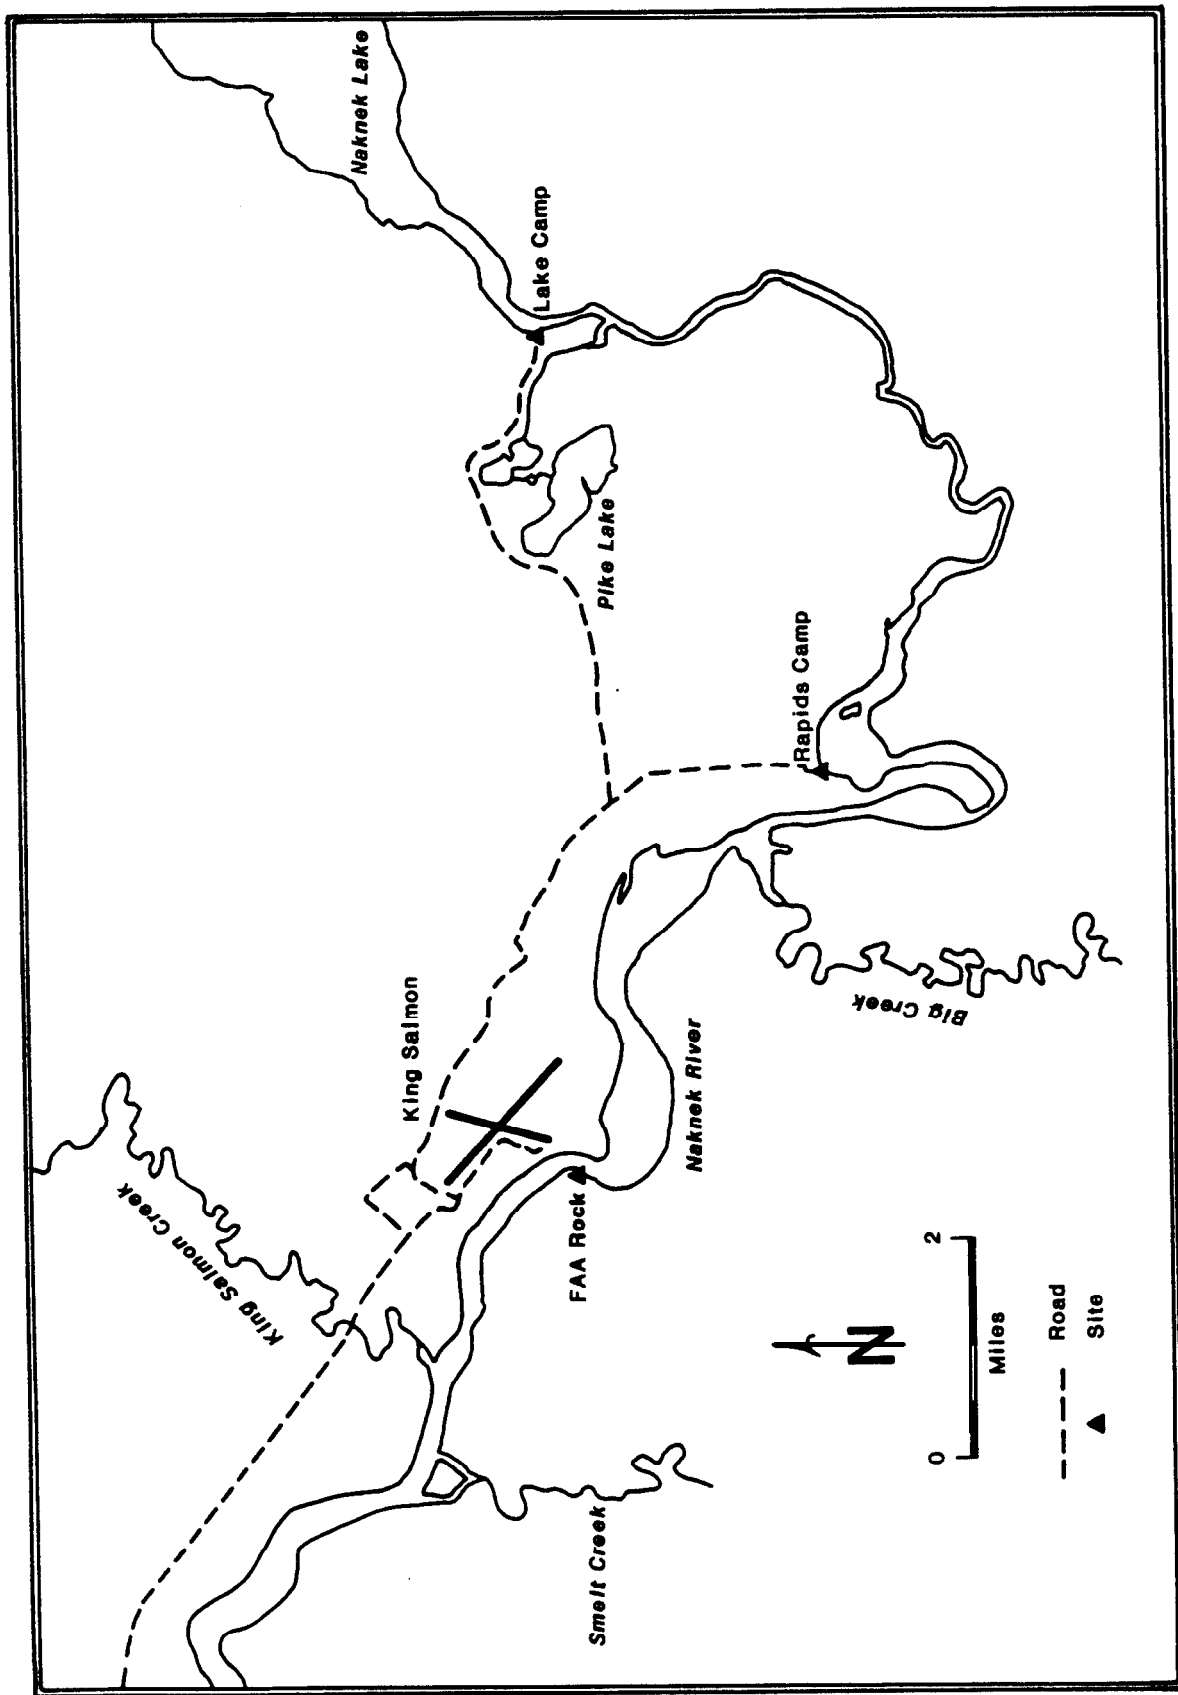 Naknek Lake
Lake Camp
Pike Lake
Rapids Camp
King Salmon
King Salmon Creek
Big Creek
Naknek River
FAA Rock
Smelt Creek
N
0 2
Miles
Road
Site